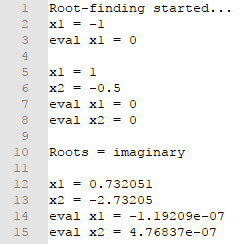 1 Root-finding started...
2 x1 = -1
3 eval x1 = 0
4
5 x1 = 1
6 x2 = -0.5
7 eval x1 = 0
8 eval x2 = 0
9
10 Roots = imaginary
11
12 x1 = 0.732051
13 x2 = -2.73205
14 eval x1 = -1.19209e-07
15 eval x2 = 4.76837e-07